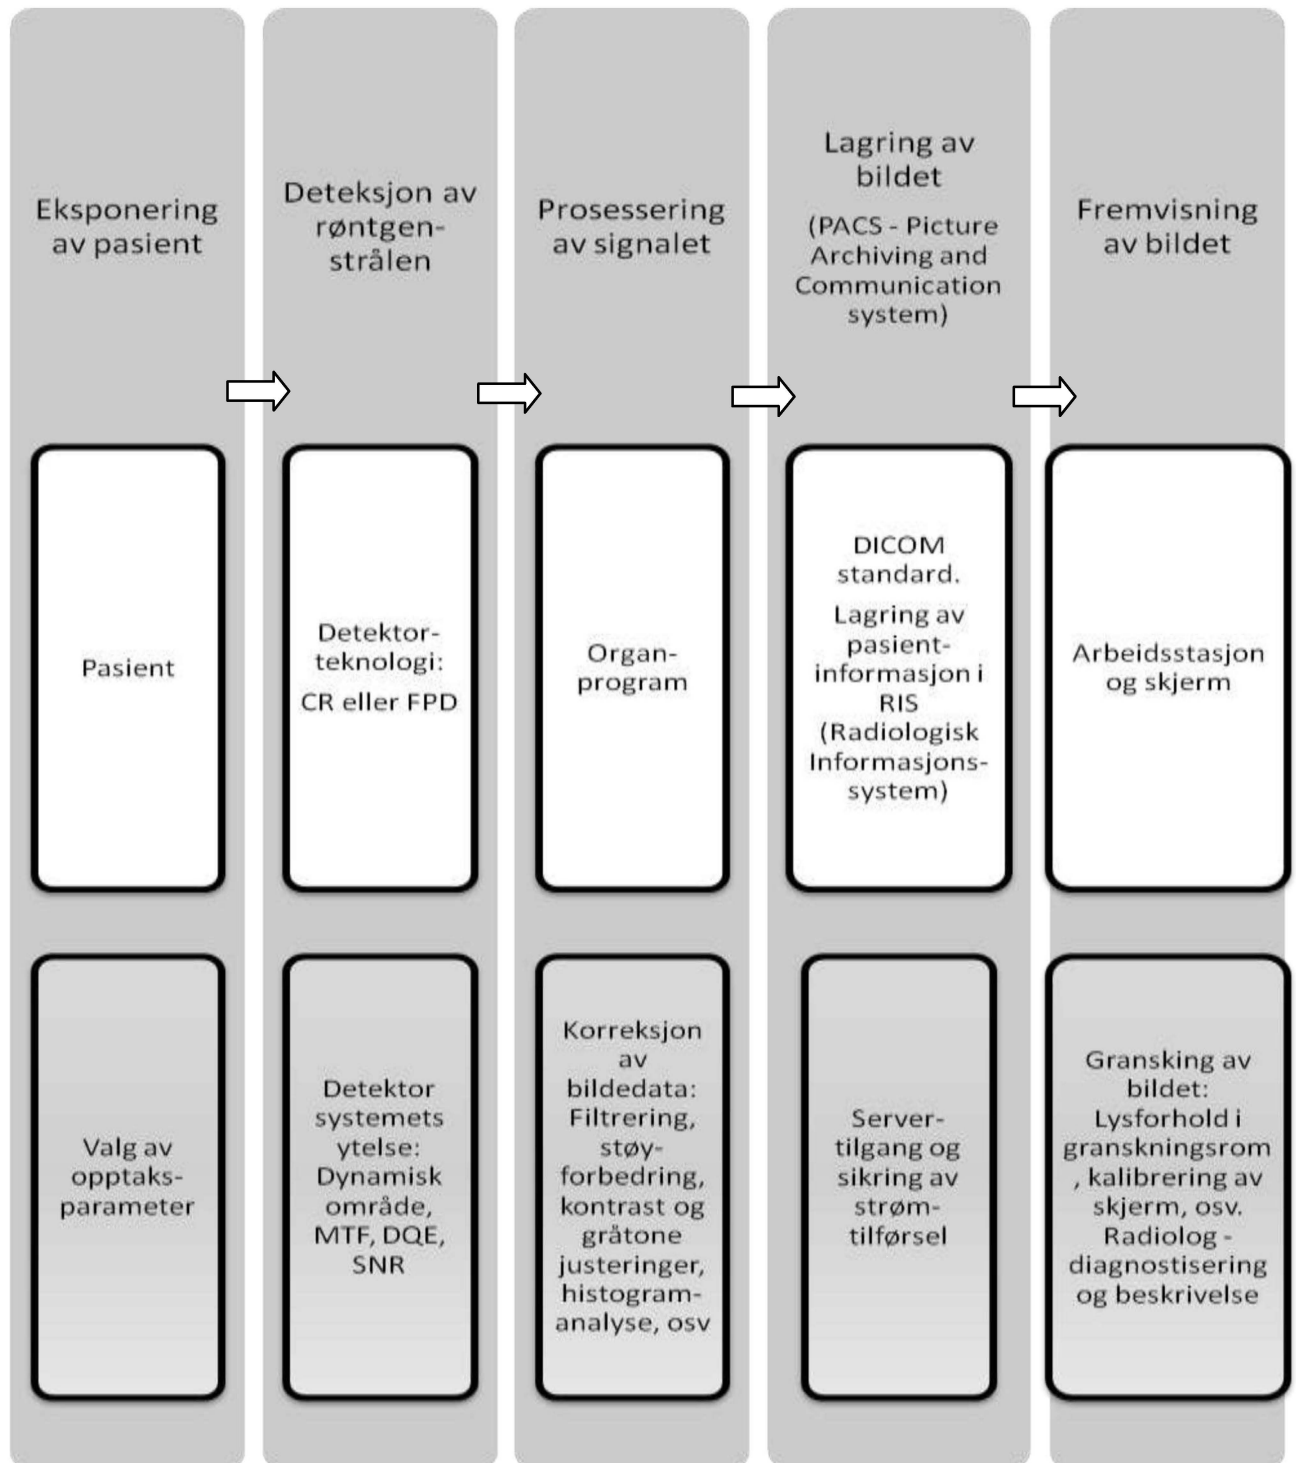 Eksponering
av pasient
Pasient
Valg av
opptaks-
parameter
Deteksjon av
røntgen-
strålen
Detektor-
teknologi:
CR eller FPD
Detektor
systemets
ytelse:
Dynamisk
område,
MTF, DQE,
SNR
Prosessering
av signalet
Organ-
program
Korreksjon
av
bildedata:
Filtrering,
støy-
forbedring,
kontrast og
gråtone
justeringer,
histogram-
analyse, osv
Lagring av
bildet
(PACS - Picture
Archiving and
Communication
system)
DICOM
standard.
Lagring av
pasient-
informasjon i
RIS
(Radiologisk
Informasjons-
system)
Server-
tilgang og
sikring av
strøm-
tilførsel
Fremvisning
av bildet
Arbeidsstasjon
og skjerm
Gransking av
bildet:
Lysforhold i
granskningsrom
, kalibrering av
skjerm, osv.
Radiolog -
diagnostisering
og beskrivelse